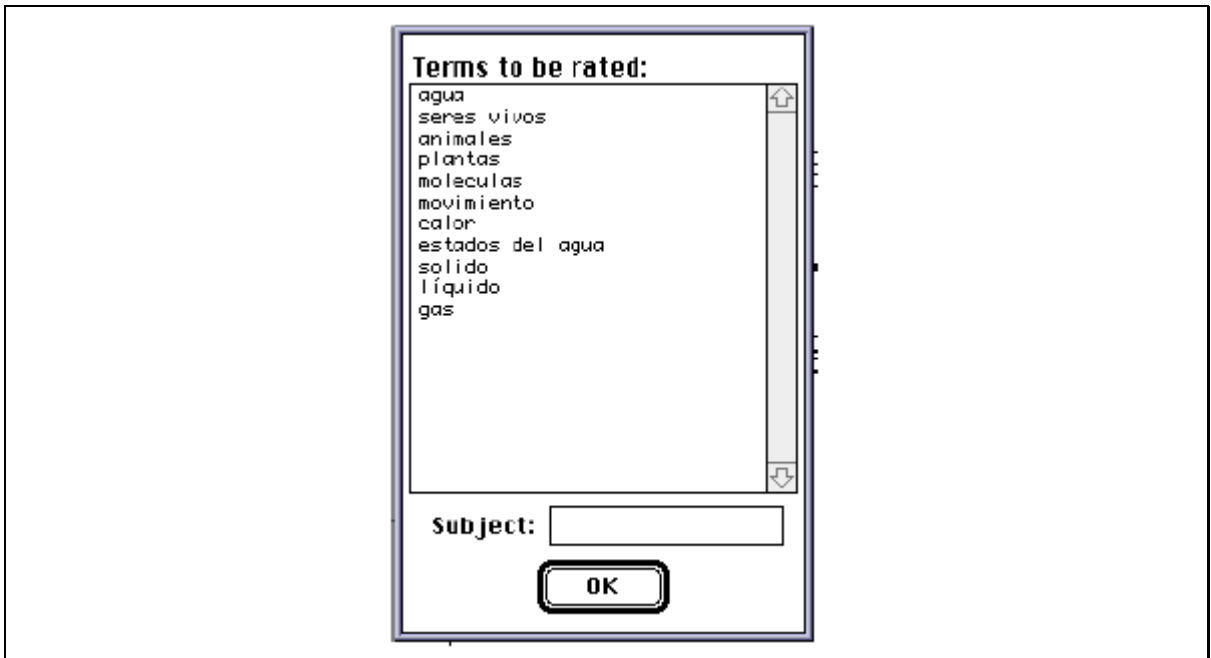 Terms to be rated:
agua
seres vivos
animales
plantas
moleculas
movimiento
calor
estados del agua
solido
líquido
gas
Subject:
OK